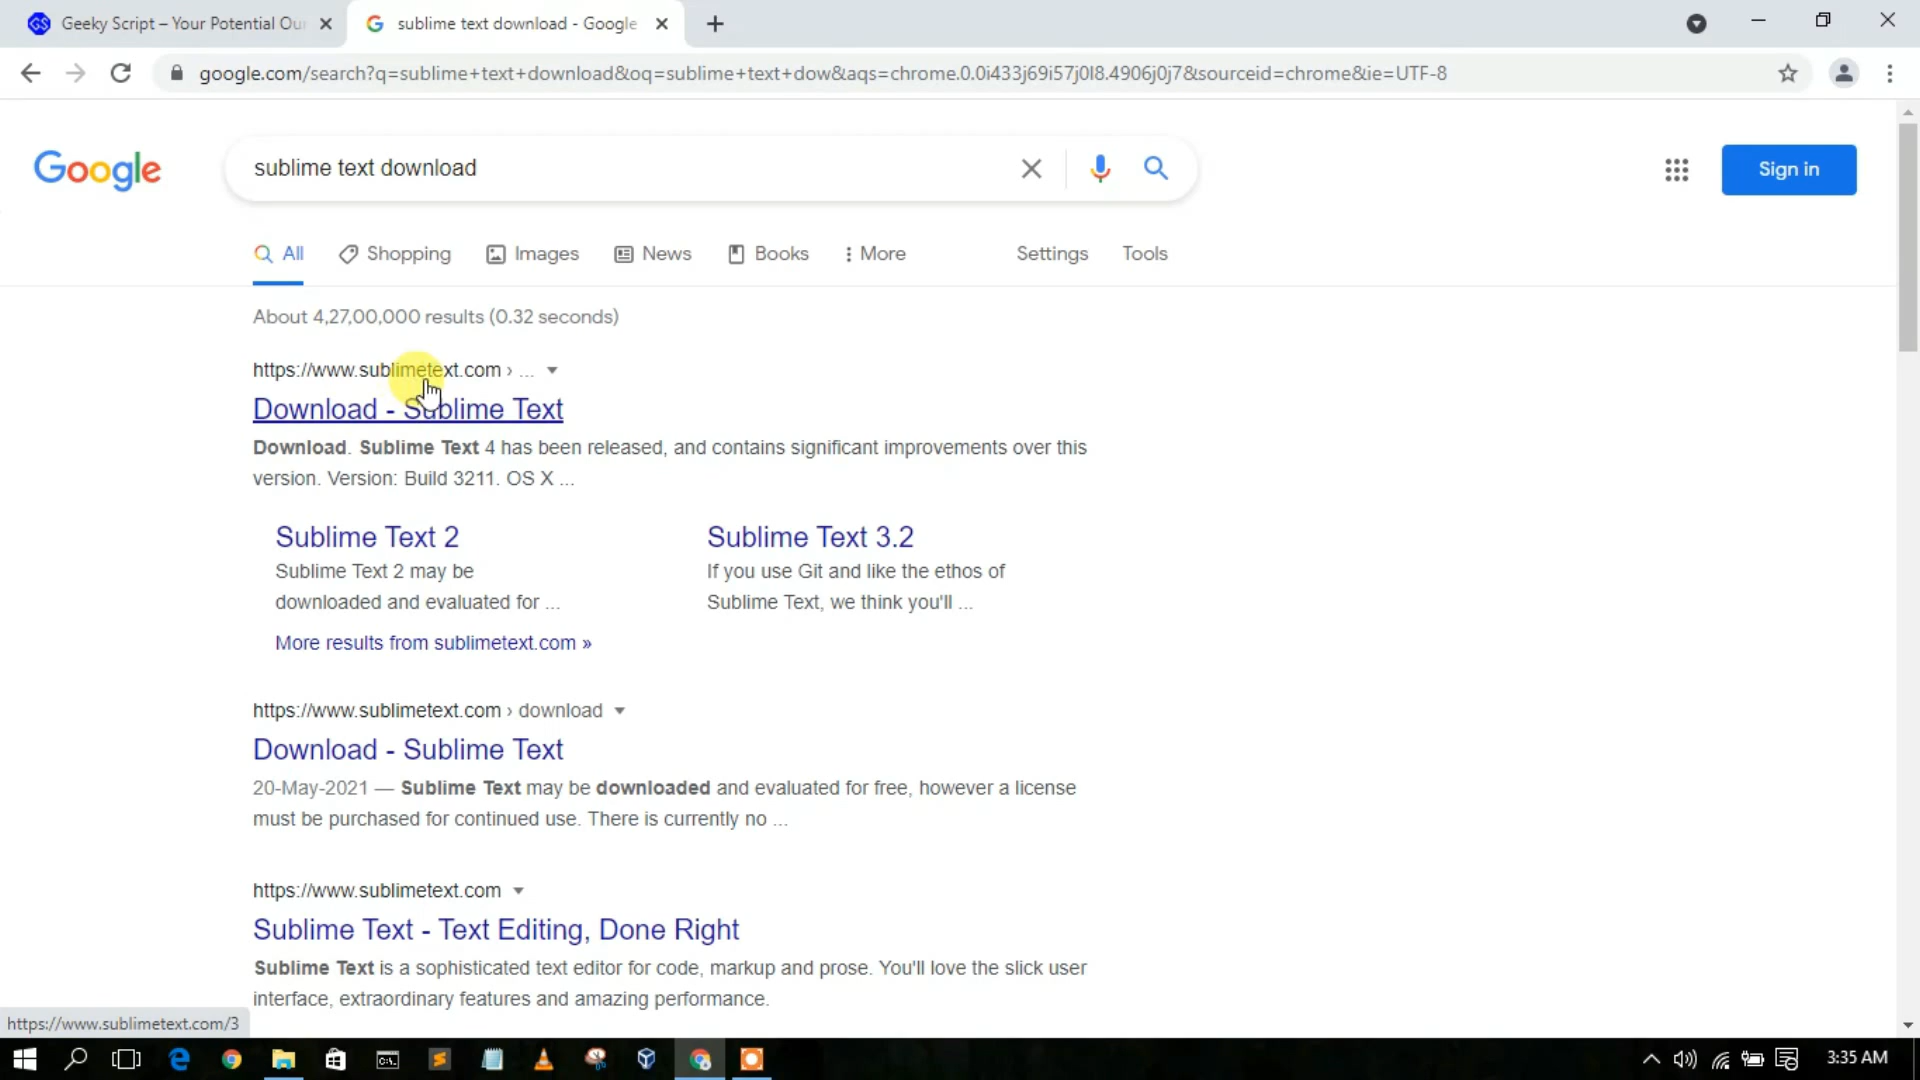 Geeky Script – Your Potential Our
sublime text download - Google
google.com/search?q=sublime+text+download&oq=sublime+text+dow&aqs=chrome.0.0i433j69i57j0l8.4906j0j7&sourceid=chrome&ie=UTF-8
Google
sublime text download
Sign in
All
Shopping
Images
News
Books
More
Settings
Tools
About 4,27,00,000 results (0.32 seconds)
https://www.sublimetext.com › ...
Download - Sublime Text
Download. Sublime Text 4 has been released, and contains significant improvements over this
version. Version: Build 3211. OS X ...
Sublime Text 2
Sublime Text 2 may be
downloaded and evaluated for ...
Sublime Text 3.2
If you use Git and like the ethos of
Sublime Text, we think you'll ...
More results from sublimetext.com »
https://www.sublimetext.com › download
Download - Sublime Text
20-May-2021 — Sublime Text may be downloaded and evaluated for free, however a license
must be purchased for continued use. There is currently no ...
https://www.sublimetext.com
Sublime Text - Text Editing, Done Right
Sublime Text is a sophisticated text editor for code, markup and prose. You'll love the slick user
interface, extraordinary features and amazing performance.
https://www.sublimetext.com/3
3:35 AM